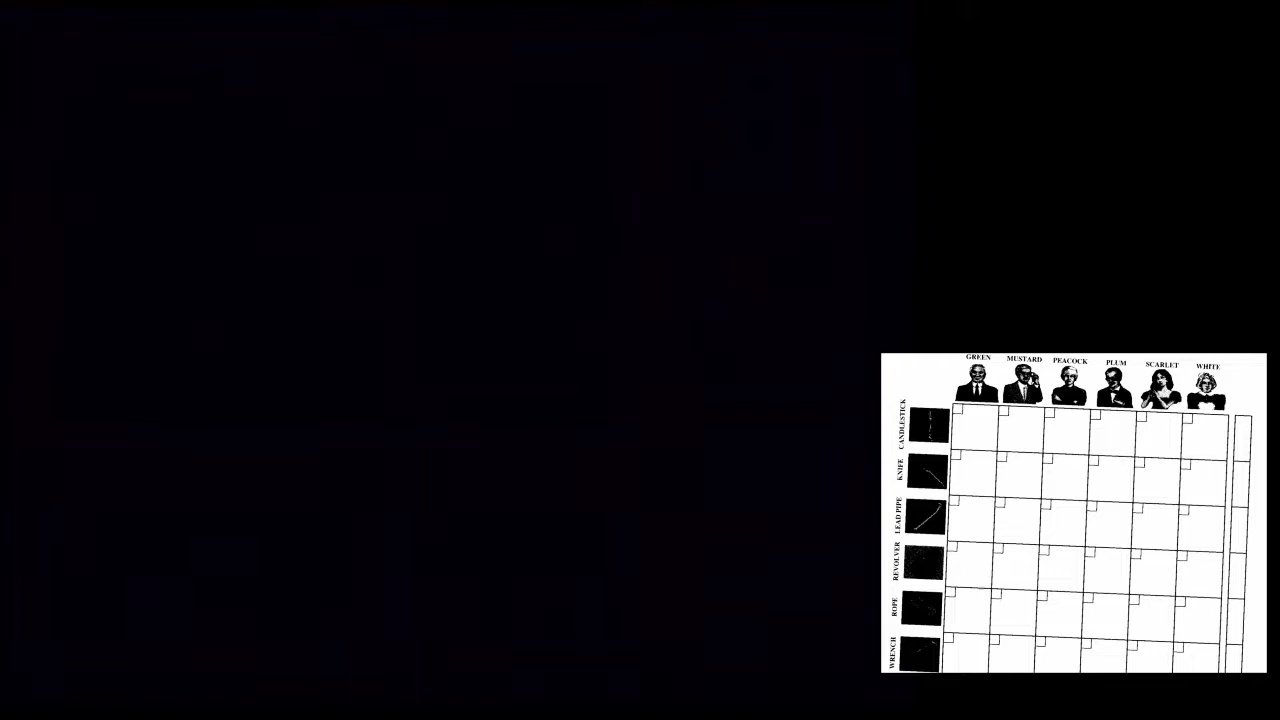 GREEN MUSTARD PEACOCK PLUM SCARLET WHITE
CANDLESTICK
KNIFE
LEAD PIPE
REVOLVER
ROPE
WRENCH